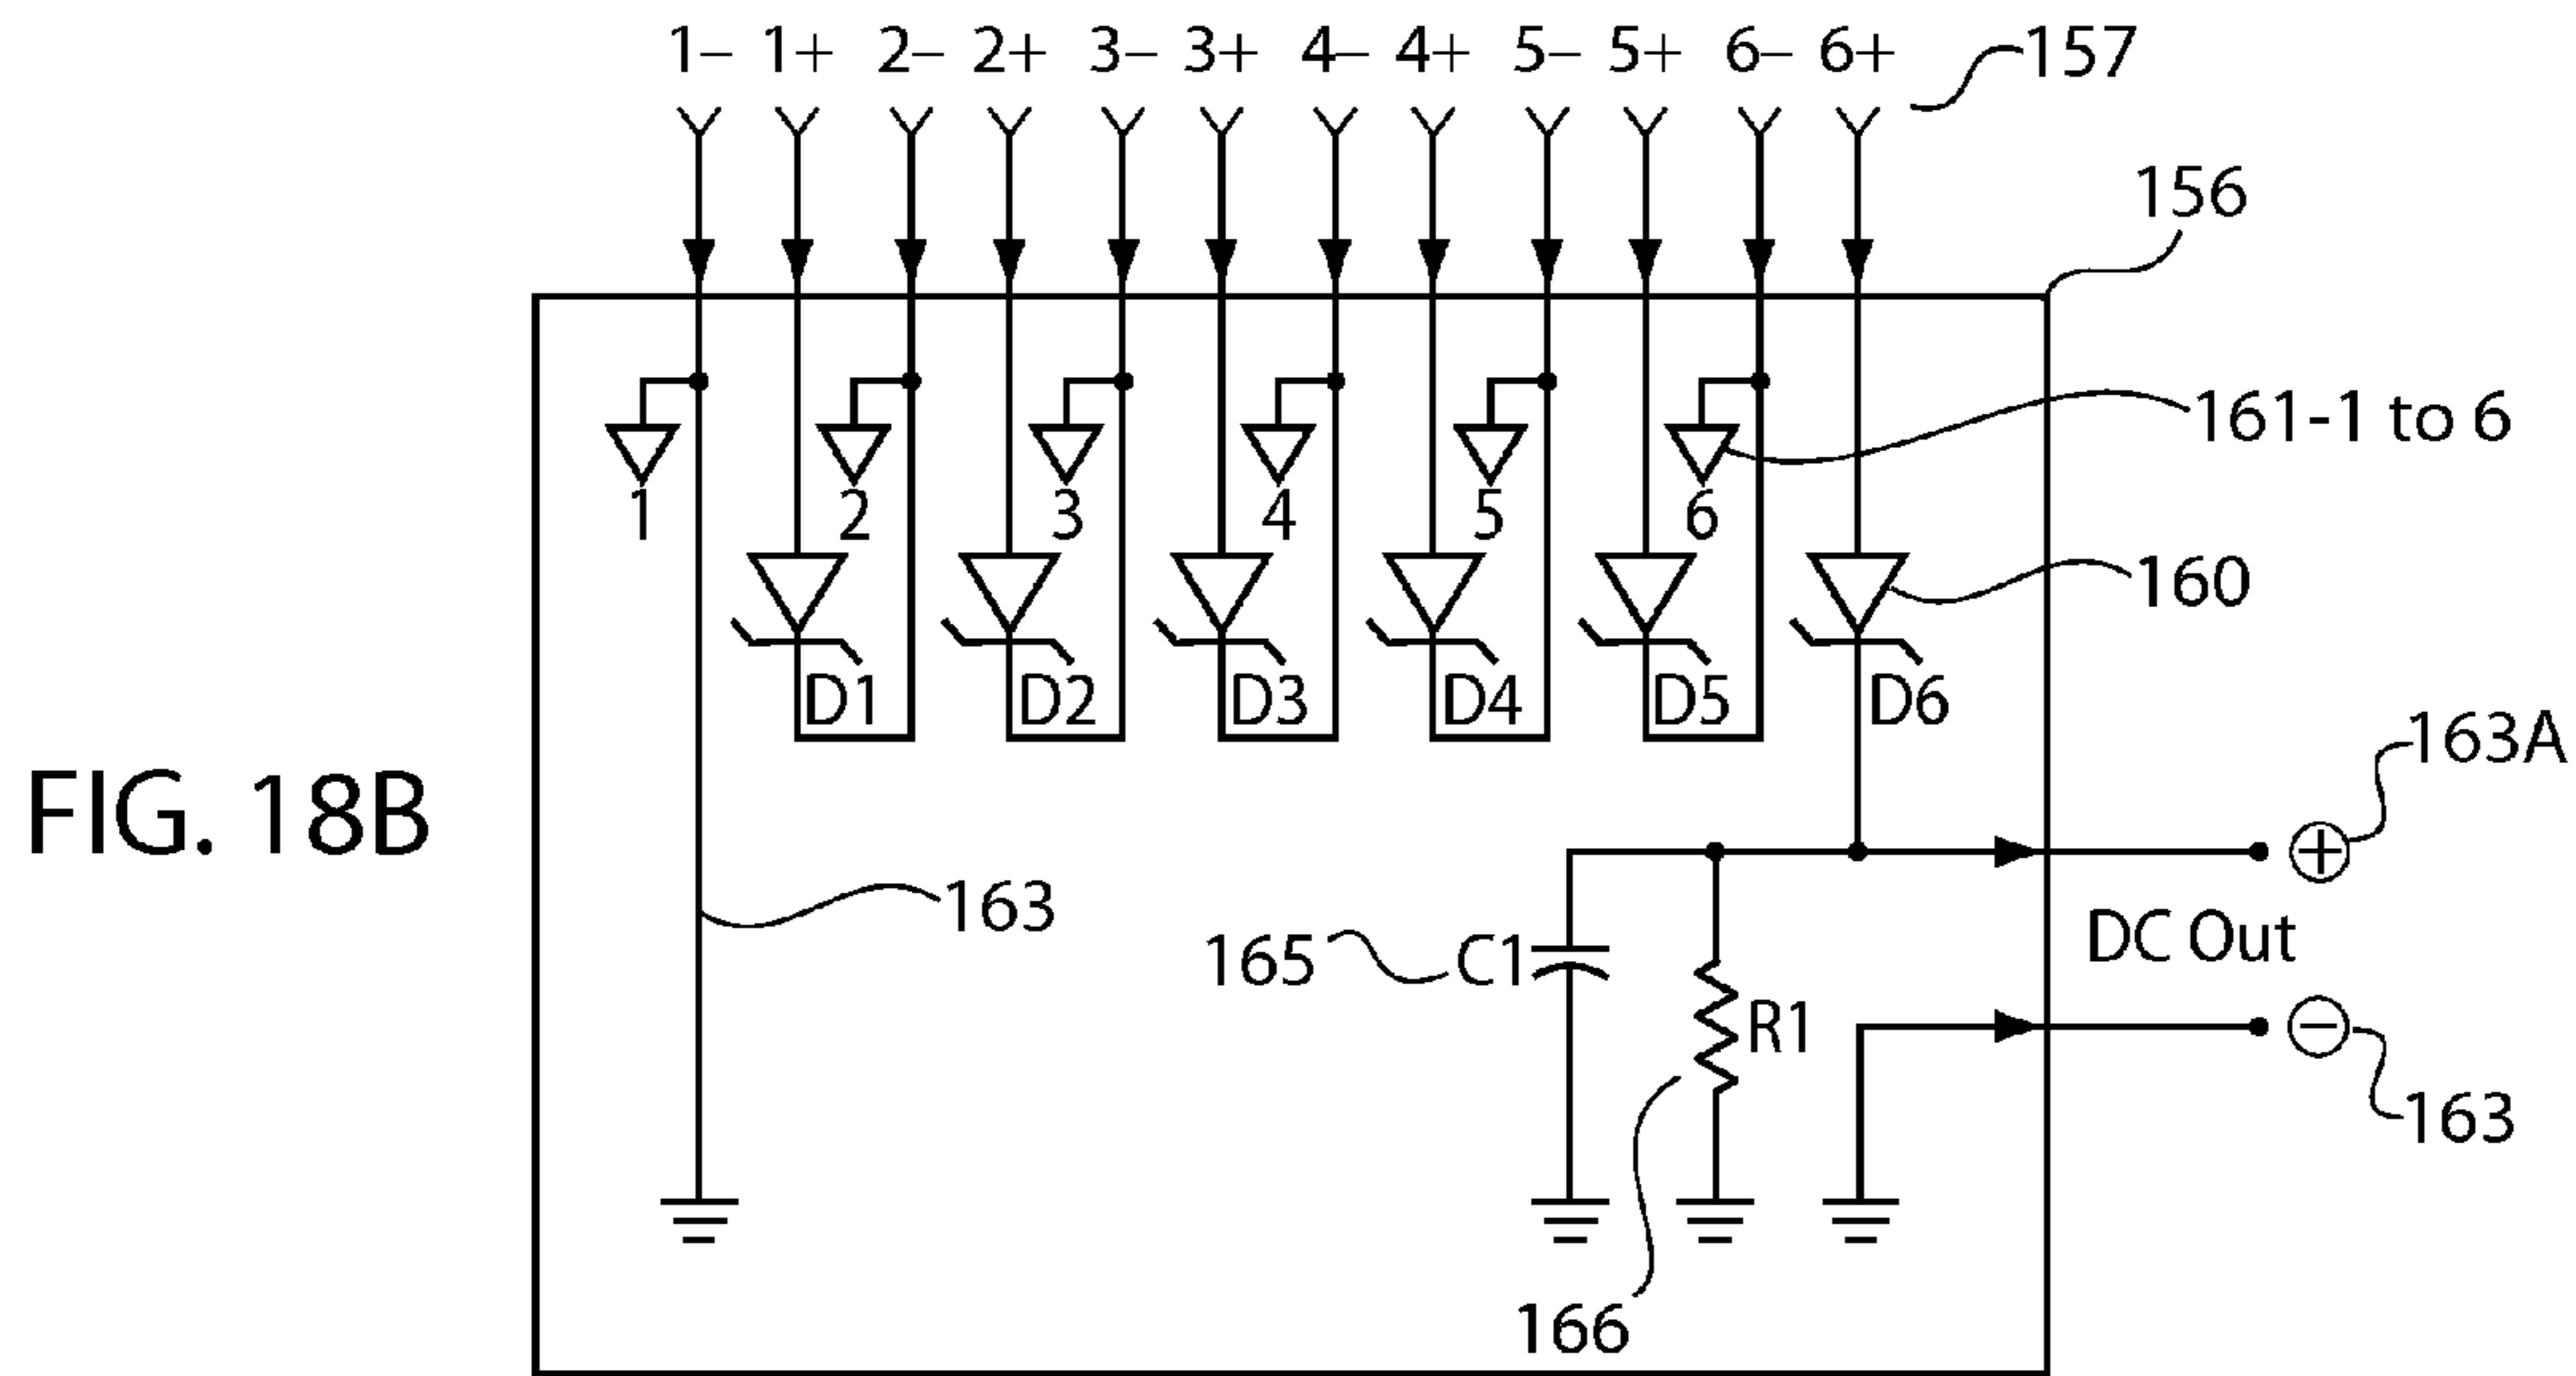 1– 1+ 2– 2+ 3– 3+ 4– 4+ 5– 5+ 6– 6+ 157
156
161-1 to 6
1 2 3 4 5 6
160
D1 D2 D3 D4 D5 D6
163A
FIG. 18B
163
165 C1
DC Out
R1
163
166